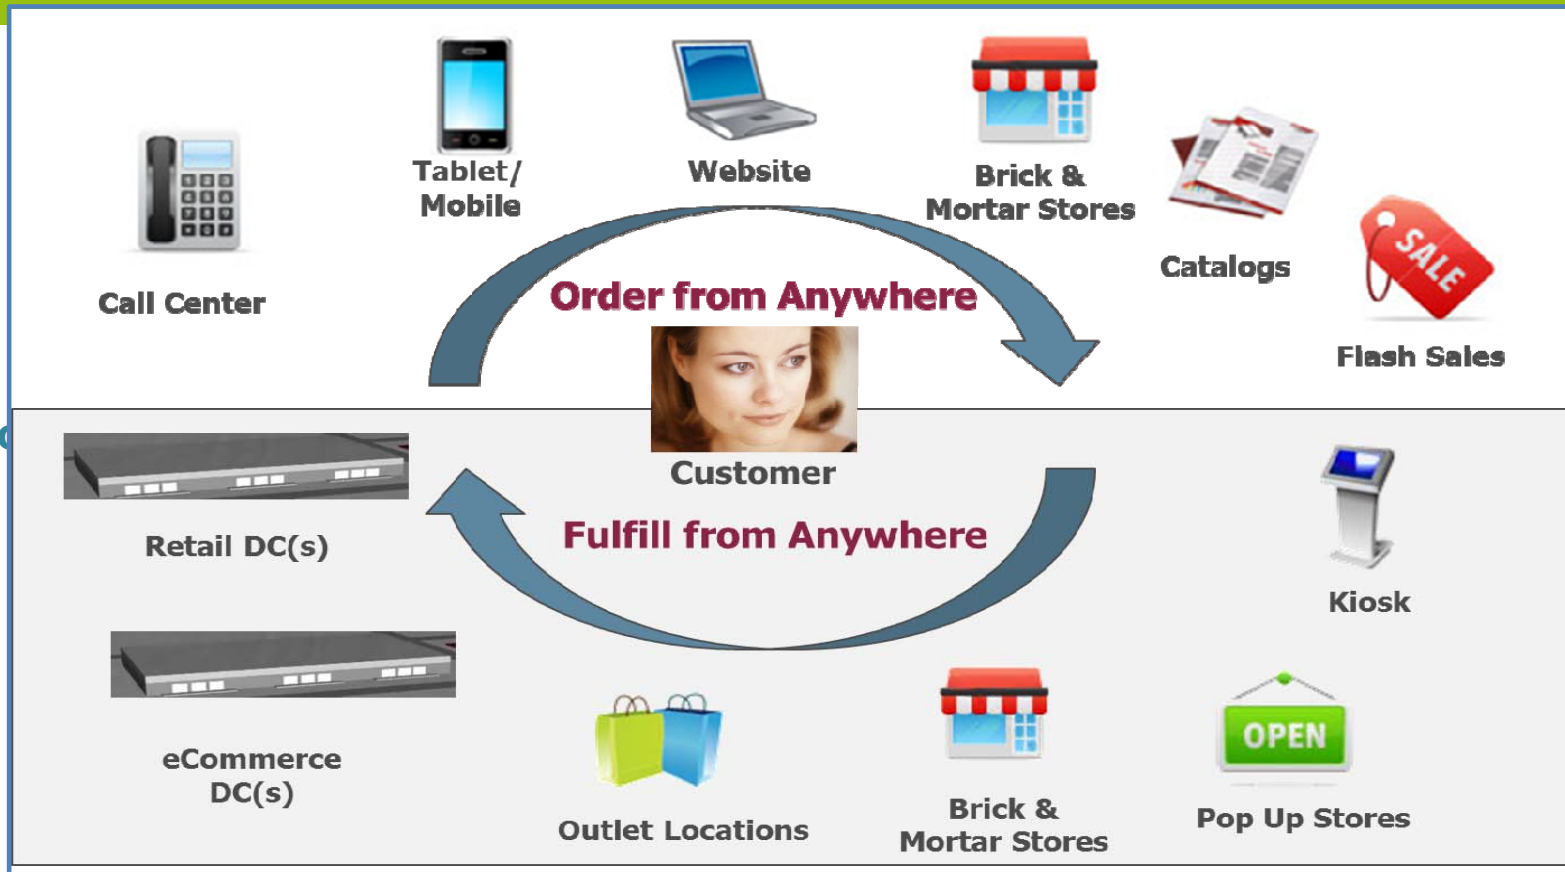 Tablet/
Mobile
Website
Brick &
Mortar Stores
Catalogs
SALE
Call Center
Order from Anywhere
Flash Sales
Customer
Retail DC(s)
Fulfill from Anywhere
Kiosk
eCommerce
DC(s)
OPEN
Outlet Locations
Brick &
Mortar Stores
Pop Up Stores